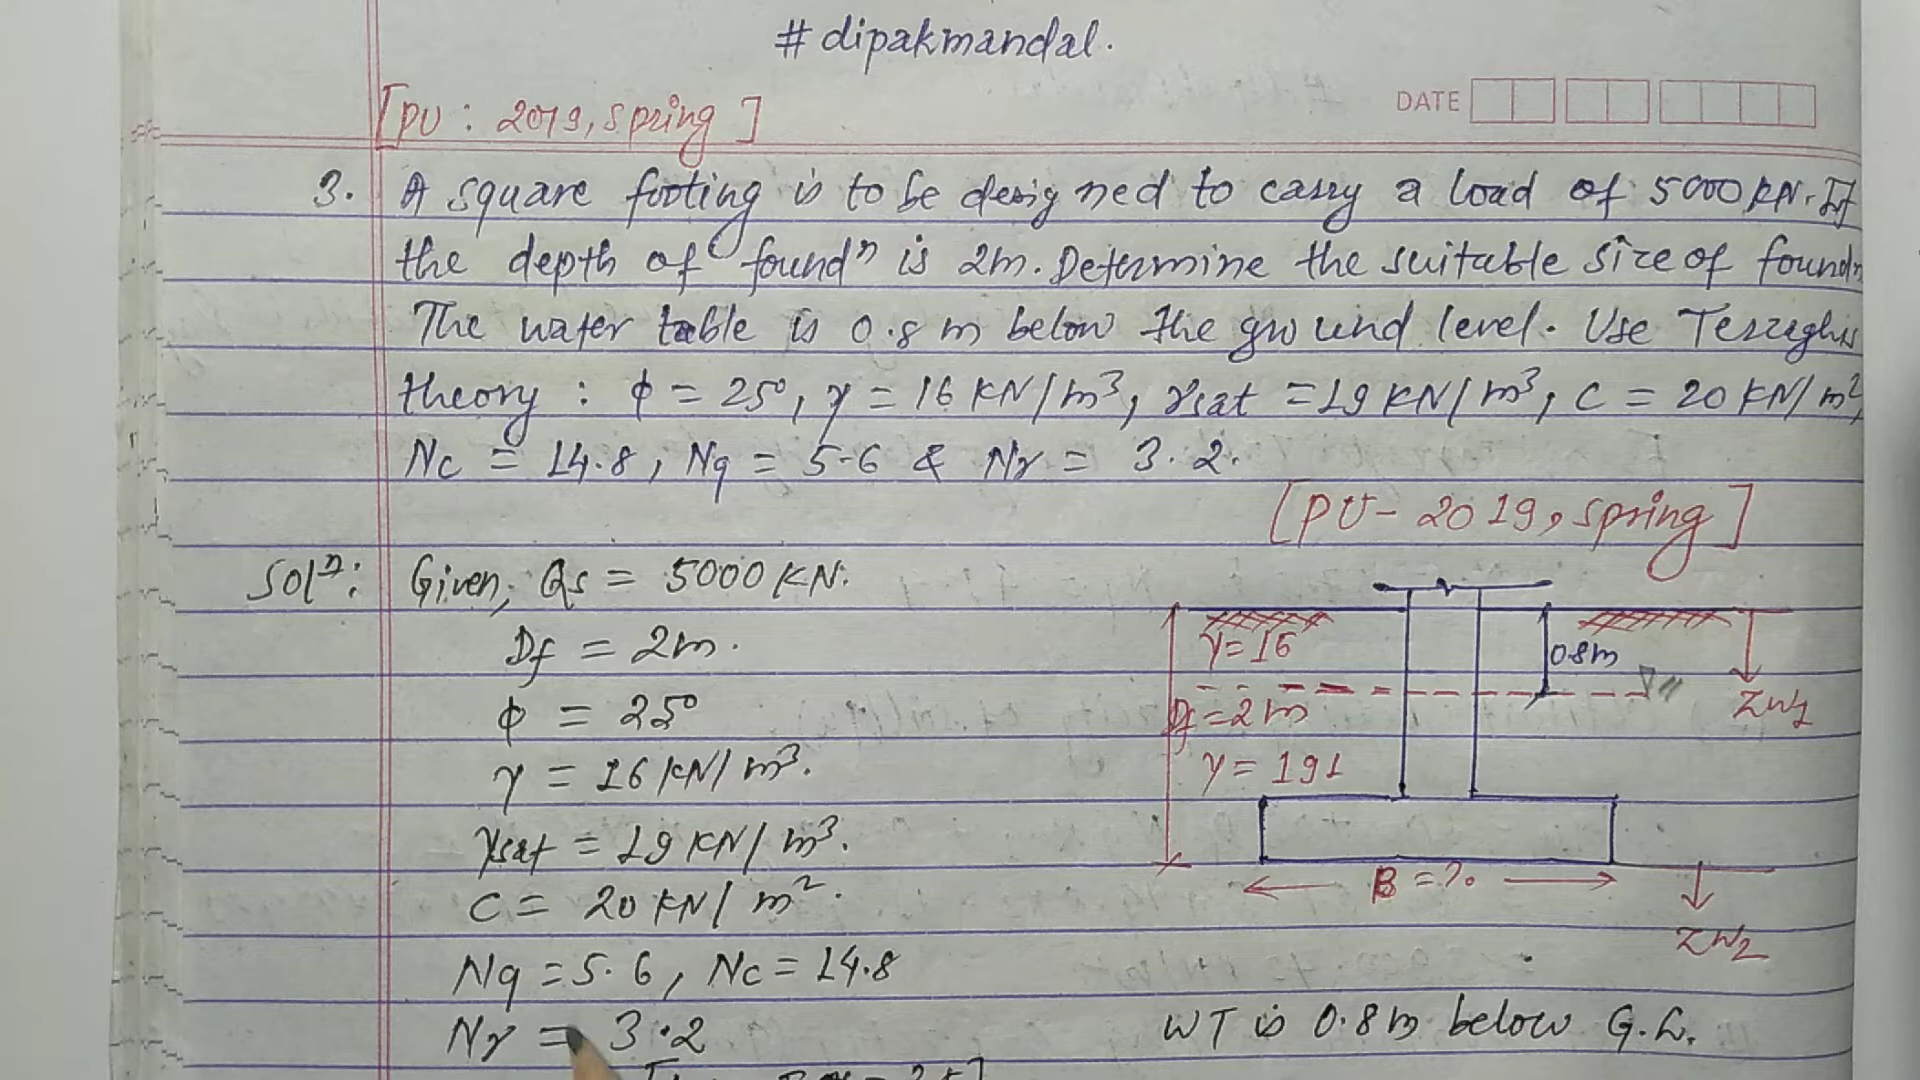 #dipakmandal.
DATE
[PU: 2019, spring]
3. A square footing is to be designed to carry a load of 5000 KN. If
the depth of foundⁿ is 2m. Determine the suitable size of foundⁿ
The water table is 0.8 m below the ground level. Use Terzaghis
theory : φ = 25°, γ = 16 KN/m³, γsat = 19 KN/m³, C = 20 KN/m²,
Nc = 14.8, Nq = 5.6 & Nγ = 3.2.
[PU- 2019, spring]
Solⁿ: Given, Qs = 5000 KN.
Df = 2m.
φ = 25°
γ = 16 KN/m³.
γsat = 19 KN/m³.
C = 20 KN/m².
Nq = 5.6, Nc = 14.8
Nγ = 3.2
γ = 16
0.8m
Zw1
Df = 2m
γ = 191
B = ?.
Zw2
WT is 0.8m below G.L.